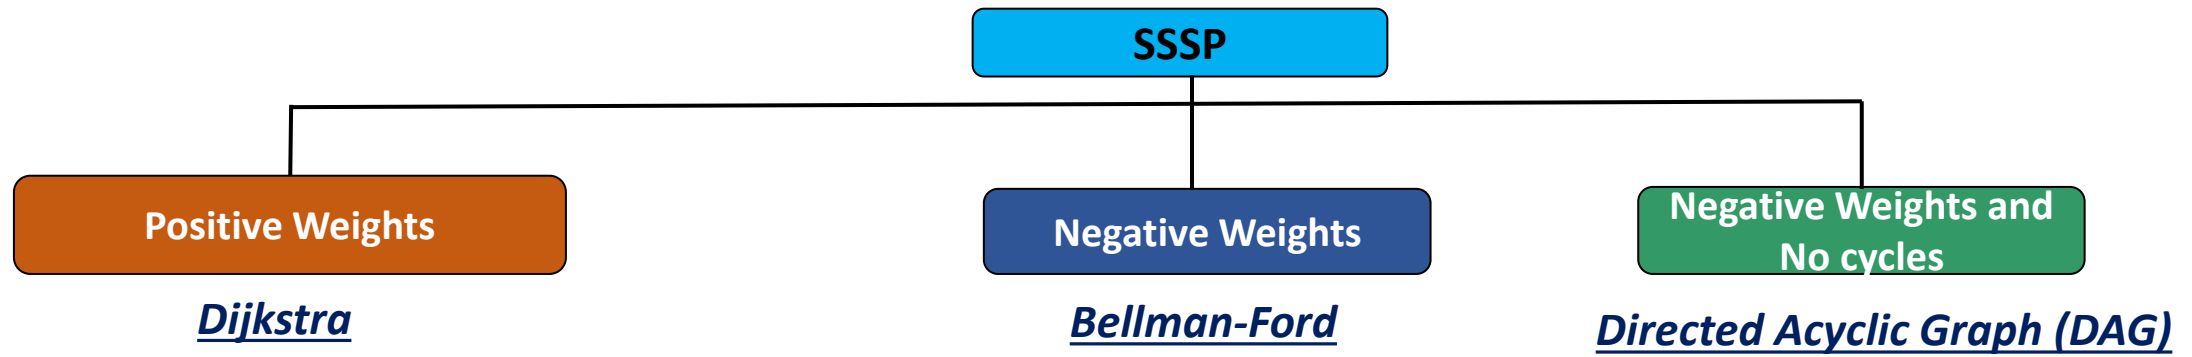 SSSP
Positive Weights
Negative Weights
Negative Weights and
No cycles
Dijkstra
Bellman-Ford
Directed Acyclic Graph (DAG)